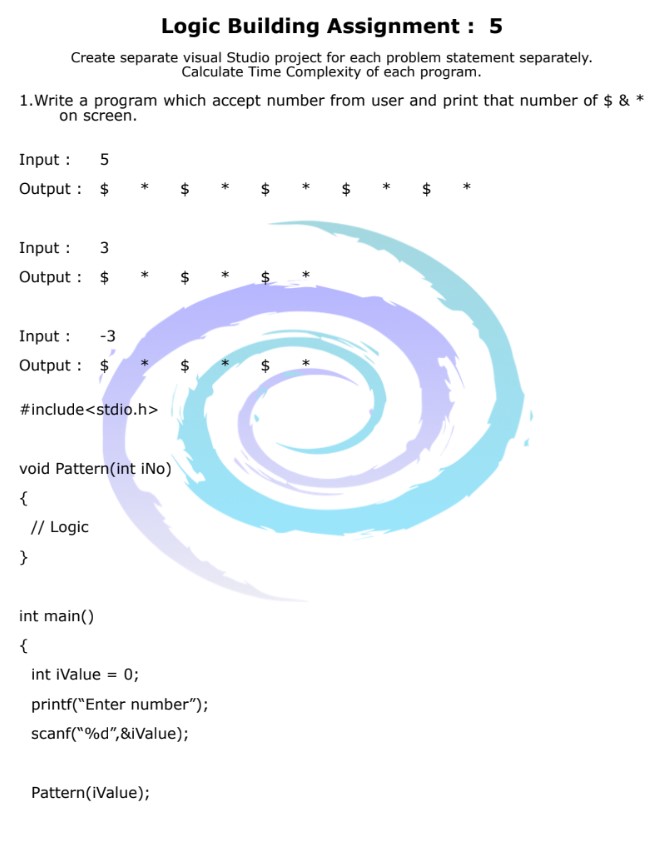 Logic Building Assignment : 5
Create separate visual Studio project for each problem statement separately.
Calculate Time Complexity of each program.
1.Write a program which accept number from user and print that number of $ & *
on screen.
Input : 5
Output : $ * $ * $ * $ * $ *
Input : 3
Output : $ * $ * $ *
Input : -3
Output : $ * $ * $ *
#include<stdio.h>
void Pattern(int iNo)
{
// Logic
}
int main()
{
int iValue = 0;
printf(“Enter number”);
scanf(“%d”,&iValue);
Pattern(iValue);